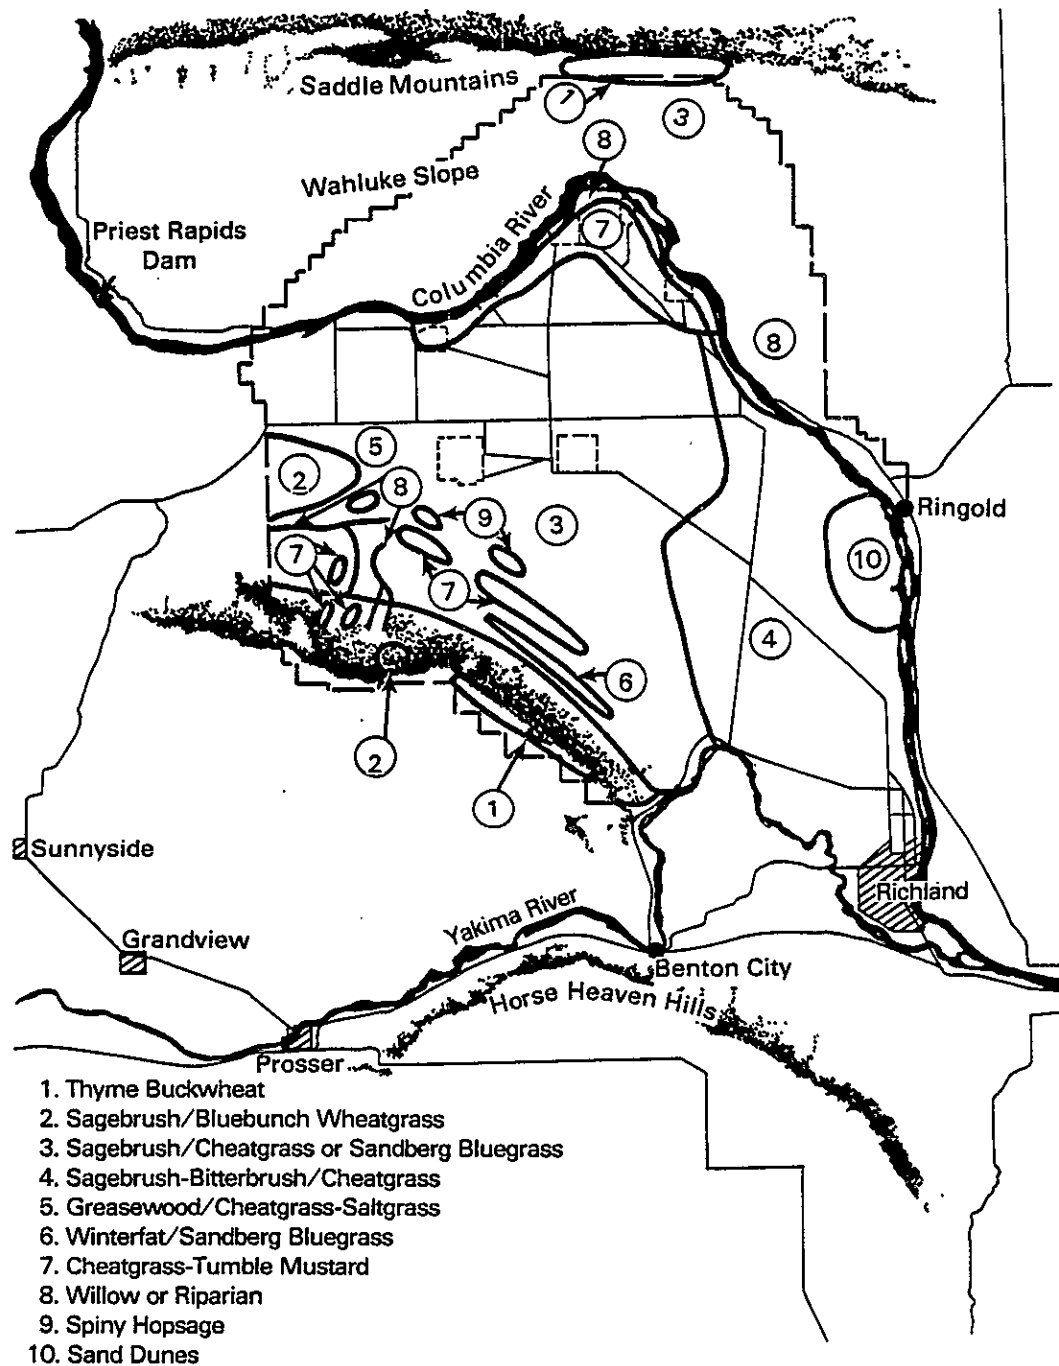 Saddle Mountains
1
3
8
Wahluke Slope
Columbia River
7
Priest Rapids
Dam
8
5
2
8
9
3
Ringold
10
7
7
4
6
2
1
Sunnyside
Richland
Yakima River
Grandview
Benton City
Horse Heaven Hills
Prosser
1. Thyme Buckwheat
2. Sagebrush/Bluebunch Wheatgrass
3. Sagebrush/Cheatgrass or Sandberg Bluegrass
4. Sagebrush-Bitterbrush/Cheatgrass
5. Greasewood/Cheatgrass-Saltgrass
6. Winterfat/Sandberg Bluegrass
7. Cheatgrass-Tumble Mustard
8. Willow or Riparian
9. Spiny Hopsage
10. Sand Dunes